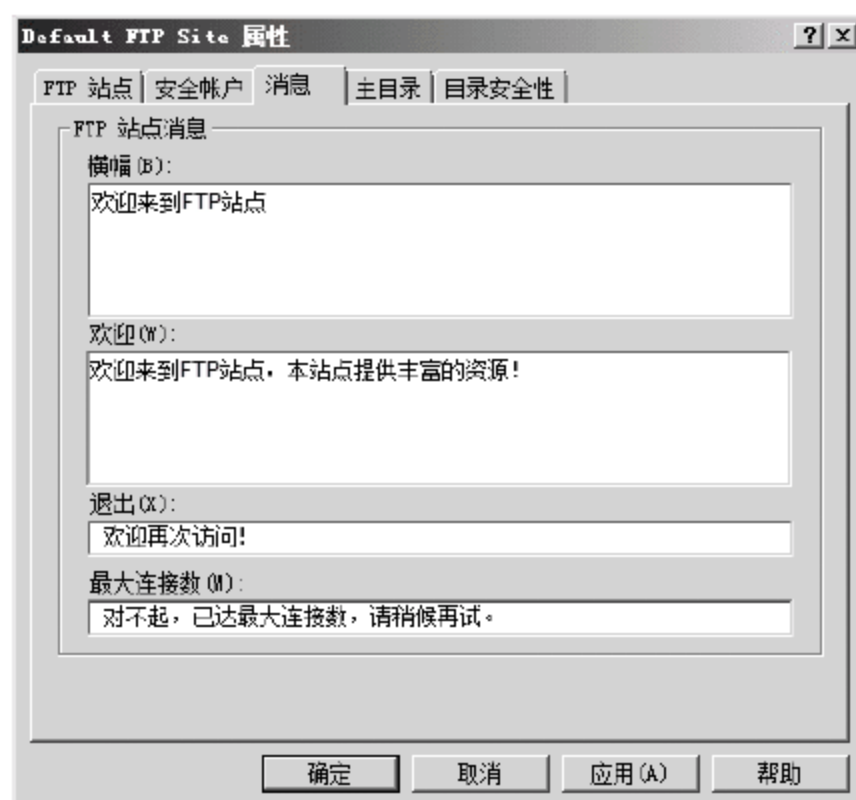 Default FTP Site 属性
FTP 站点 安全帐户 消息 主目录 目录安全性
FTP 站点消息
横幅(B):
欢迎来到FTP站点
欢迎(W):
欢迎来到FTP站点，本站点提供丰富的资源！
退出(X):
欢迎再次访问!
最大连接数(M):
对不起，已达最大连接数，请稍候再试。
确定 取消 应用(A) 帮助